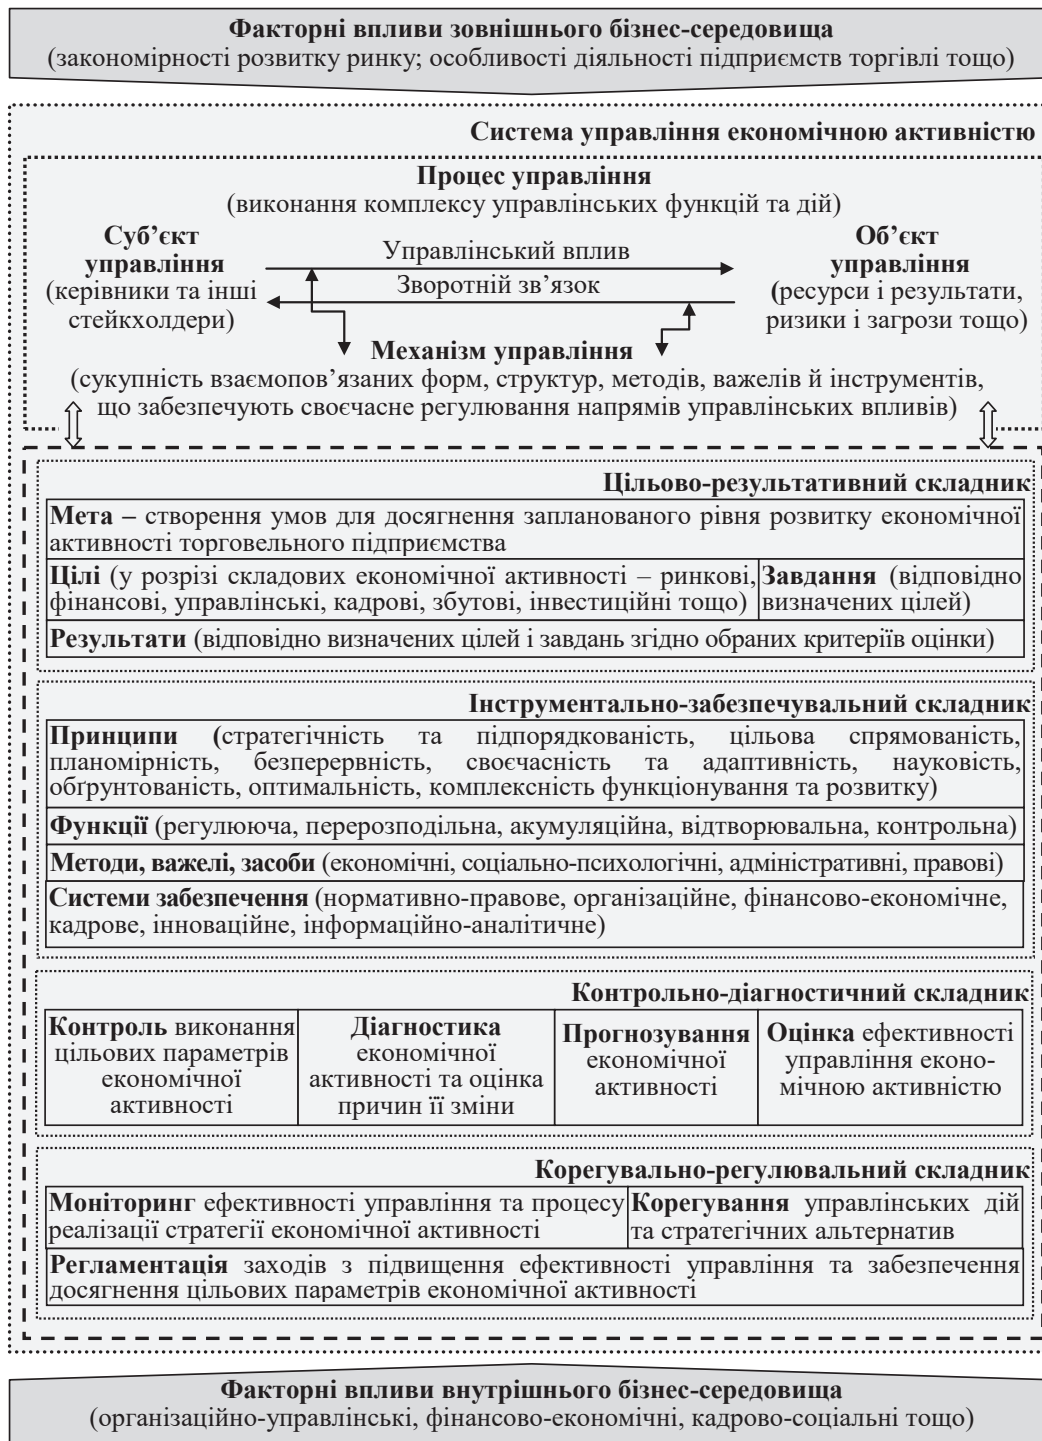 Факторні впливи зовнішнього бізнес-середовища
(закономірності розвитку ринку; особливості діяльності підприємств торгівлі тощо)
Система управління економічною активністю
Процес управління
(виконання комплексу управлінських функцій та дій)
Суб’єкт
управління
(керівники та інші
стейкхолдери)
Управлінський вплив
Зворотній зв’язок
Об’єкт
управління
(ресурси і результати,
ризики і загрози тощо)
Механізм управління
(сукупність взаємопов’язаних форм, структур, методів, важелів й інструментів,
що забезпечують своєчасне регулювання напрямів управлінських впливів)
Цільово-результативний складник
Мета – створення умов для досягнення запланованого рівня розвитку економічної
активності торговельного підприємства
Цілі (у розрізі складових економічної активності – ринкові,
фінансові, управлінські, кадрові, збутові, інвестиційні тощо)
Завдання (відповідно
визначених цілей)
Результати (відповідно визначених цілей і завдань згідно обраних критеріїв оцінки)
Інструментально-забезпечувальний складник
Принципи (стратегічність та підпорядкованість, цільова спрямованість,
планомірність, безперервність, своєчасність та адаптивність, науковість,
обґрунтованість, оптимальність, комплексність функціонування та розвитку)
Функції (регулююча, перерозподільна, акумуляційна, відтворювальна, контрольна)
Методи, важелі, засоби (економічні, соціально-психологічні, адміністративні, правові)
Системи забезпечення (нормативно-правове, організаційне, фінансово-економічне,
кадрове, інноваційне, інформаційно-аналітичне)
Контрольно-діагностичний складник
Контроль виконання
цільових параметрів
економічної
активності
Діагностика
економічної
активності та оцінка
причин її зміни
Прогнозування
економічної
активності
Оцінка ефективності
управління еконо-
мічною активністю
Корегувально-регулювальний складник
Моніторинг ефективності управління та процесу
реалізації стратегії економічної активності
Корегування управлінських дій
та стратегічних альтернатив
Регламентація заходів з підвищення ефективності управління та забезпечення
досягнення цільових параметрів економічної активності
Факторні впливи внутрішнього бізнес-середовища
(організаційно-управлінські, фінансово-економічні, кадрово-соціальні тощо)